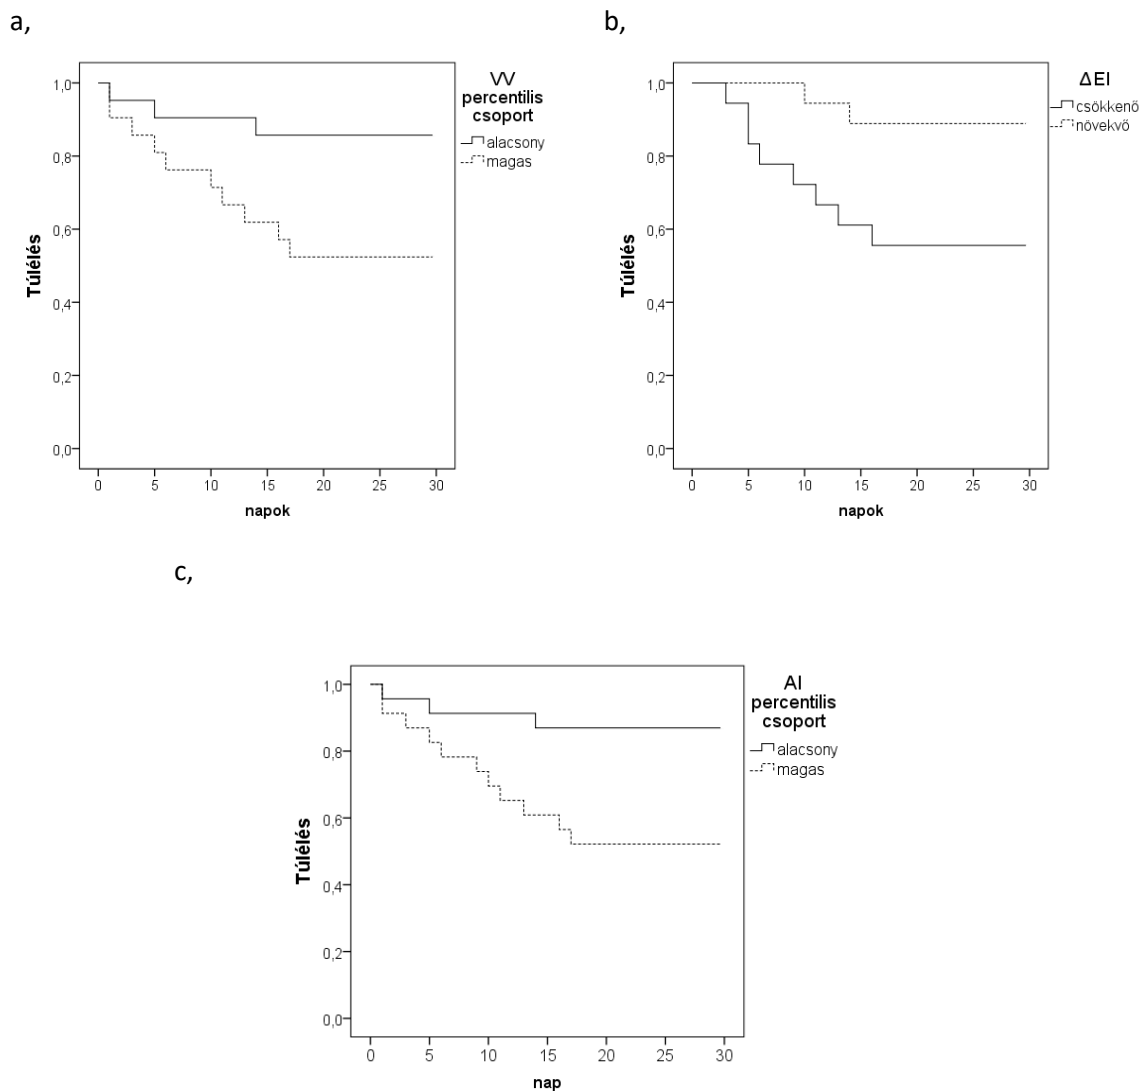 a,
VV
percentilis
csoport
alacsony
magas
1,0
0,8
0,6
0,4
0,2
0,0
Túlélés
0 5 10 15 20 25 30
napok
b,
ΔEI
csökkenő
növekvő
1,0
0,8
0,6
0,4
0,2
0,0
Túlélés
0 5 10 15 20 25 30
napok
c,
AI
percentilis
csoport
alacsony
magas
1,0
0,8
0,6
0,4
0,2
0,0
Túlélés
0 5 10 15 20 25 30
nap